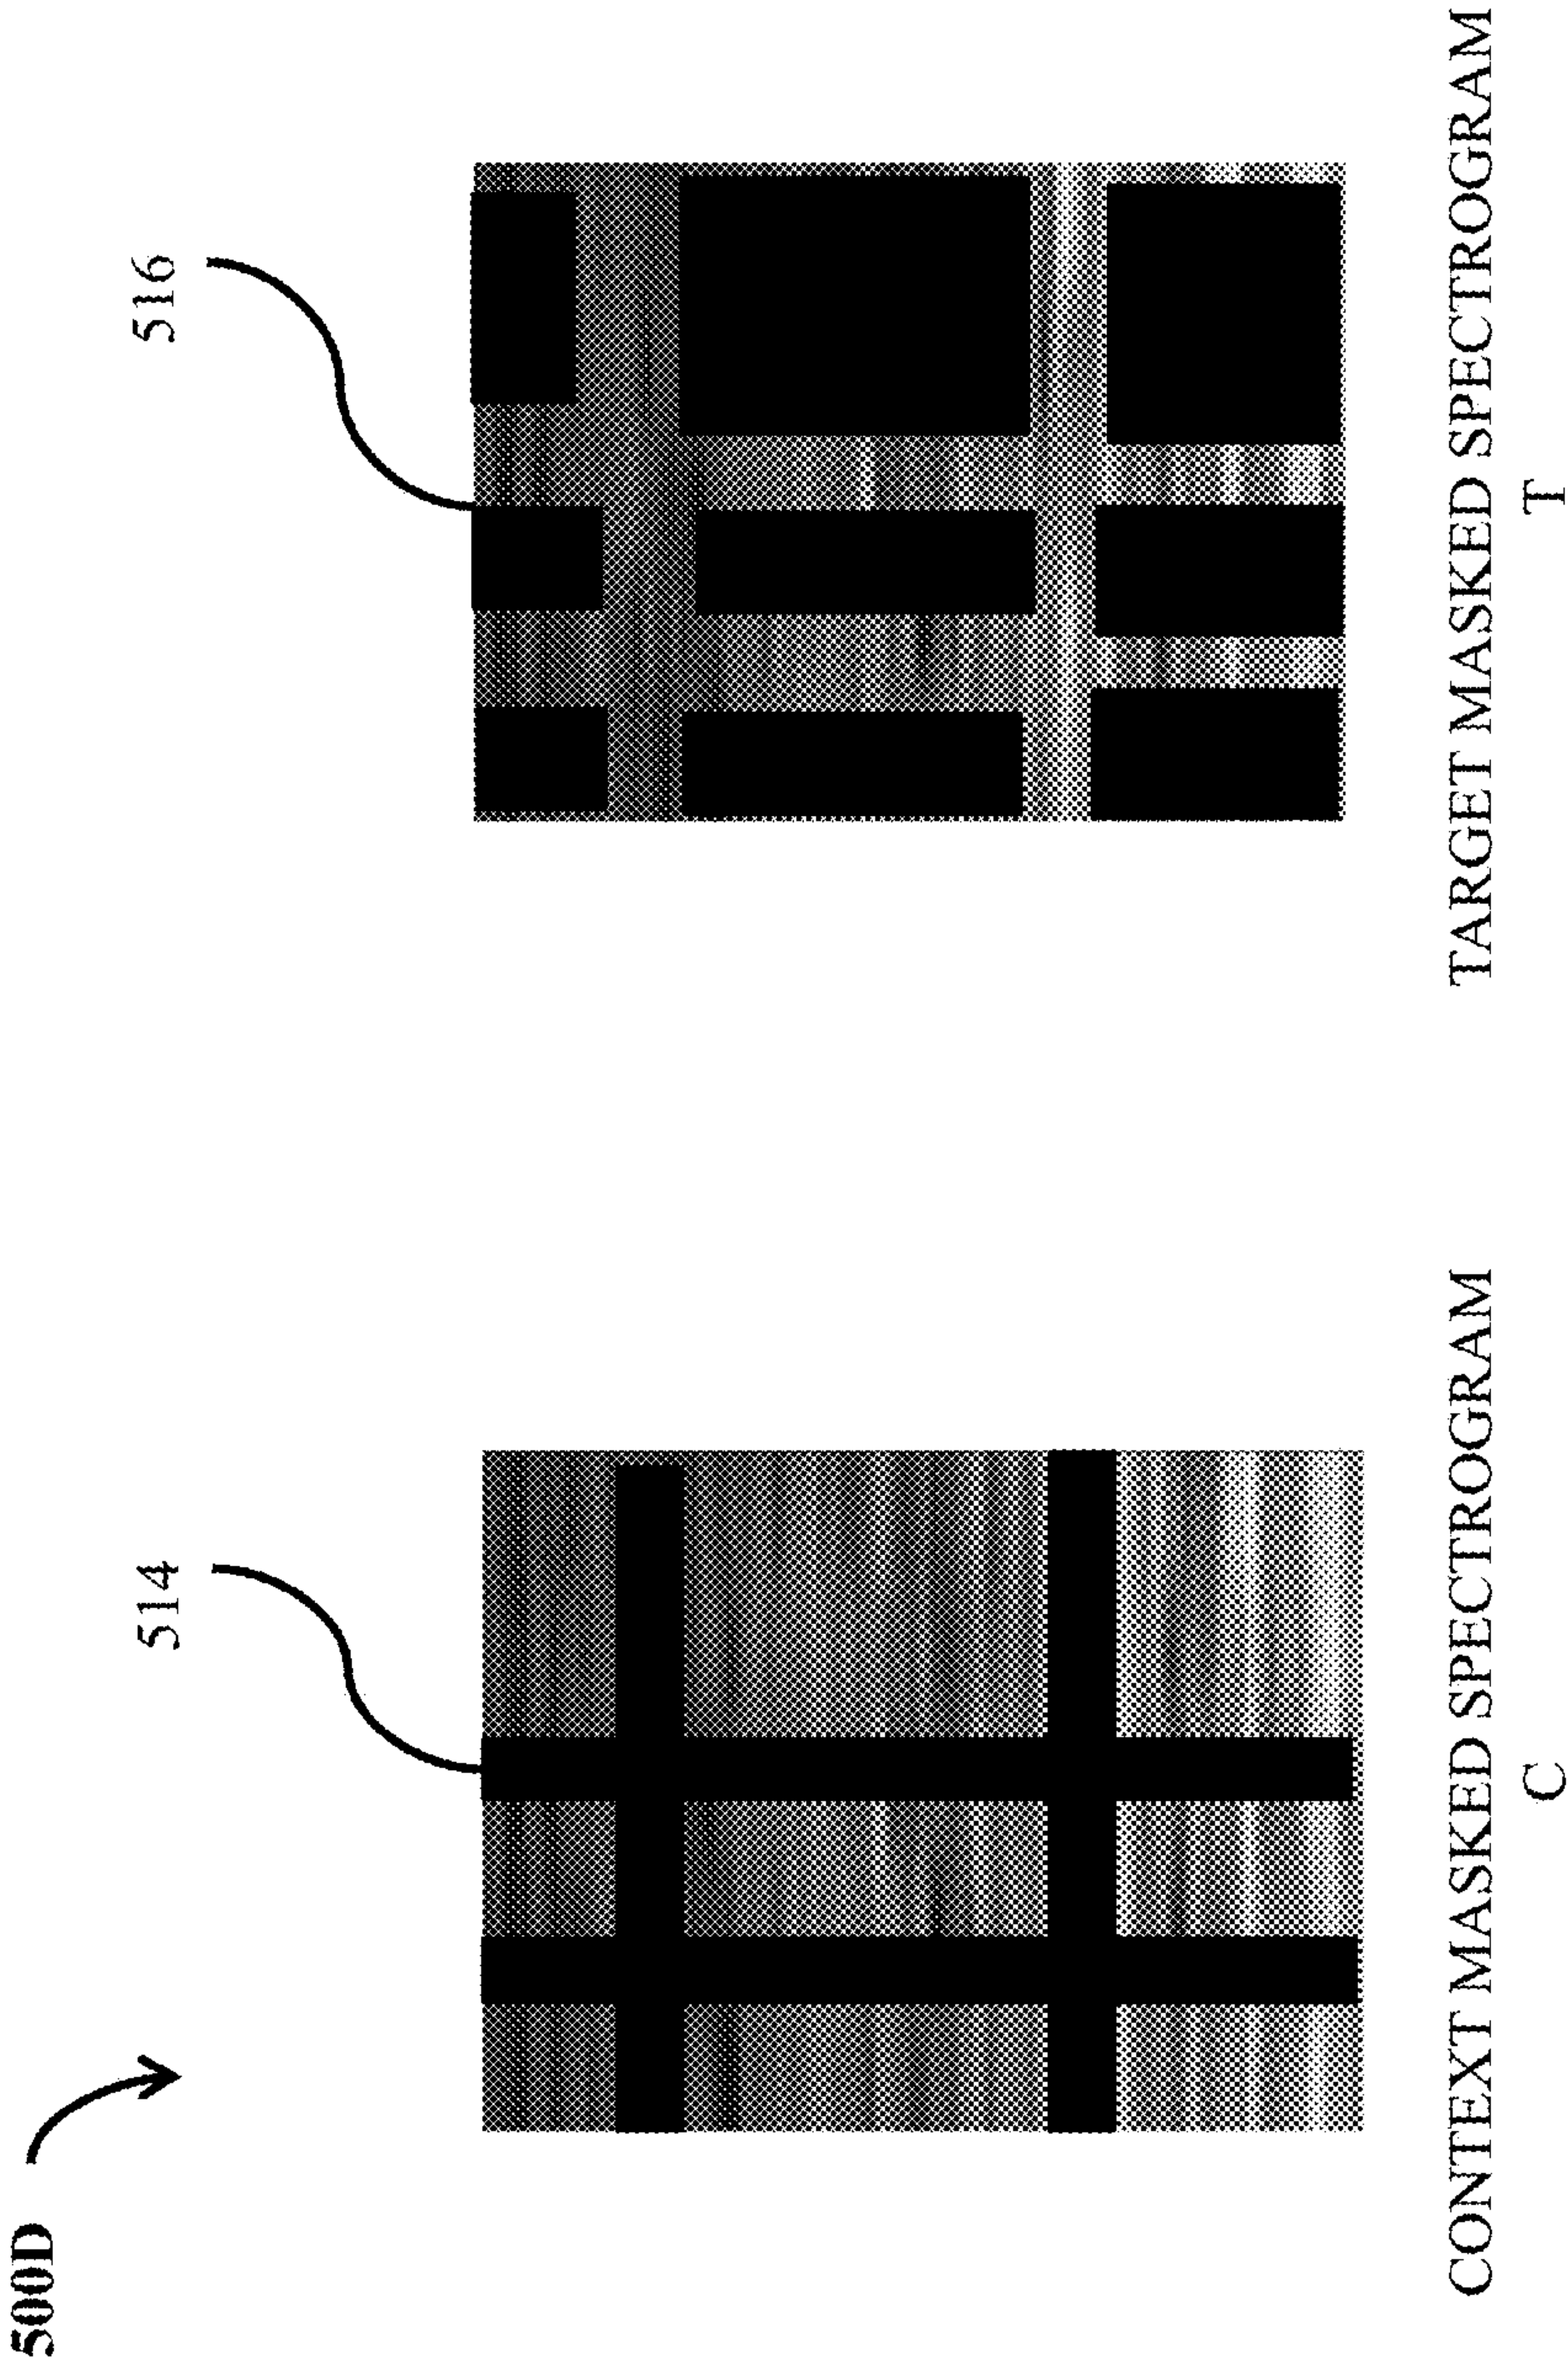 500D
514
516
CONTEXT MASKED SPECTROGRAM
C
TARGET MASKED SPECTROGRAM
T